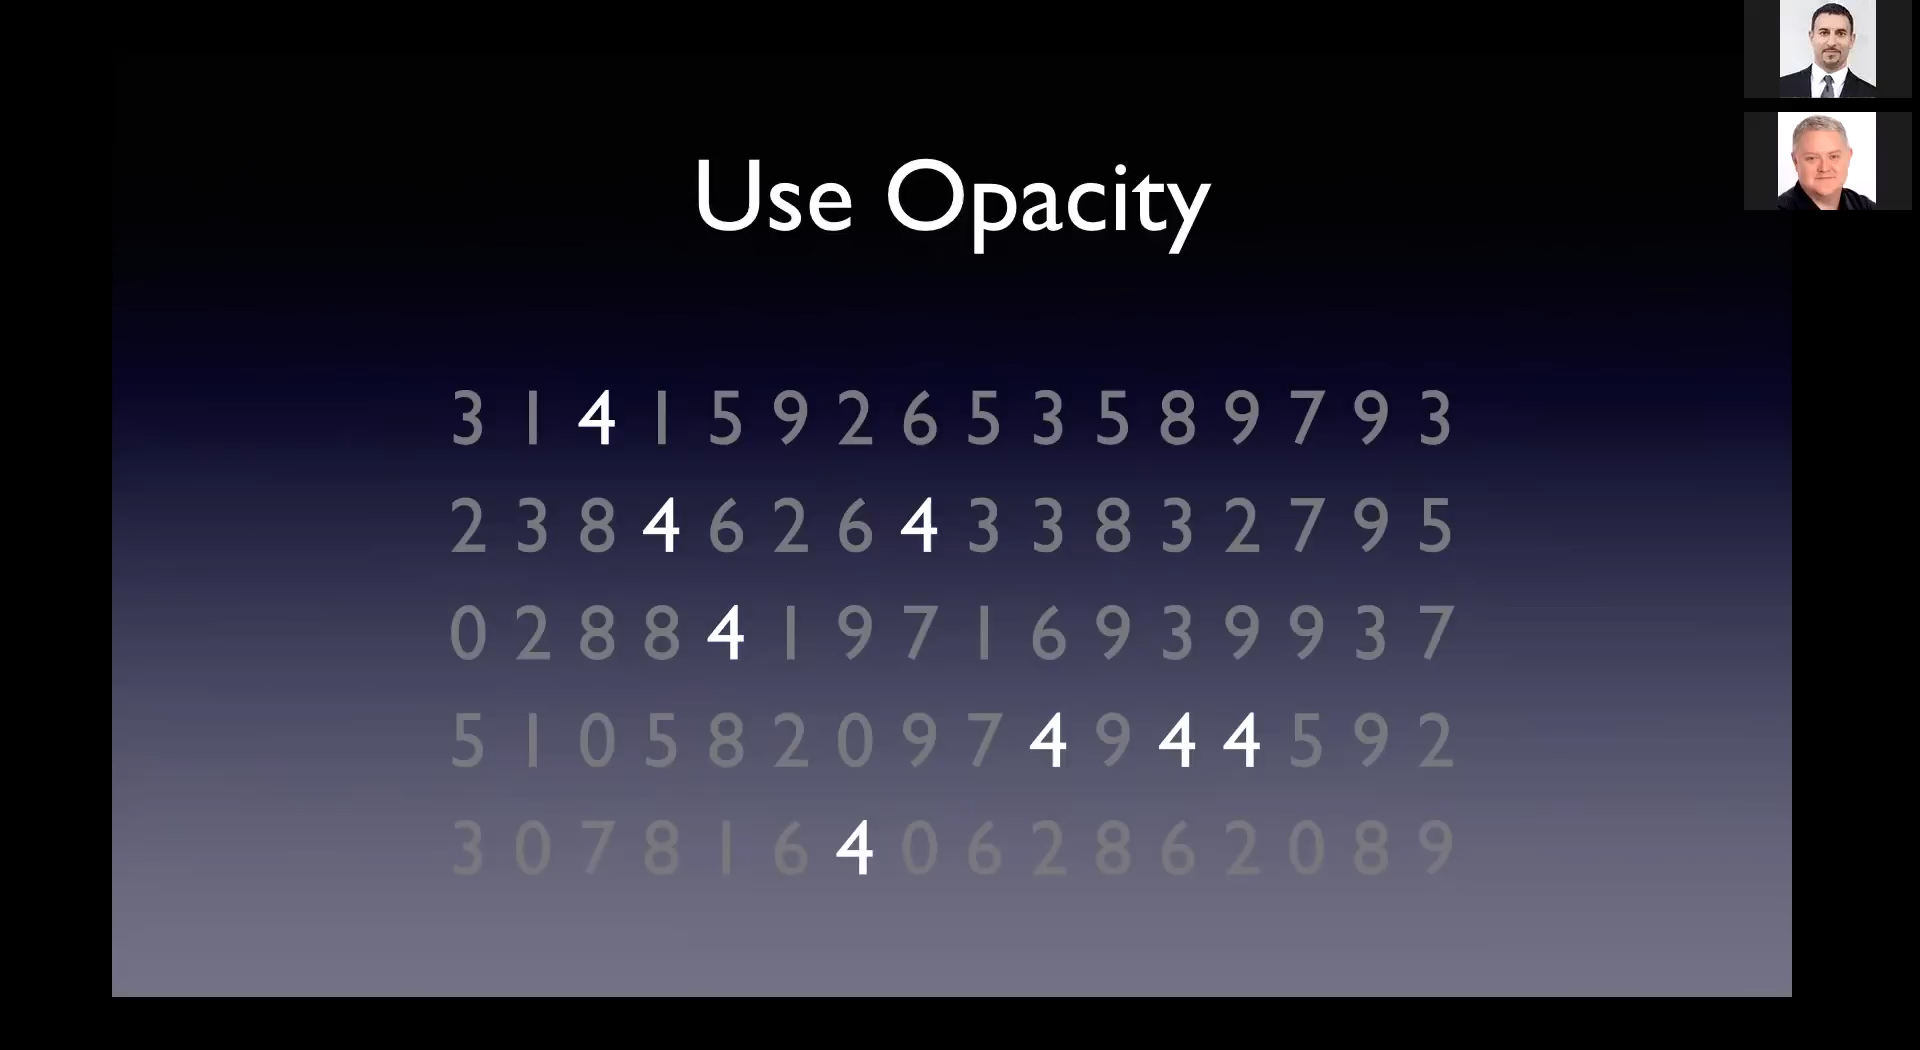 Use Opacity
3 1 4 1 5 9 2 6 5 3 5 8 9 7 9 3
2 3 8 4 6 2 6 4 3 3 8 3 2 7 9 5
0 2 8 8 4 1 9 7 1 6 9 3 9 9 3 7
5 1 0 5 8 2 0 9 7 4 9 4 4 5 9 2
3 0 7 8 1 6 4 0 6 2 8 6 2 0 8 9